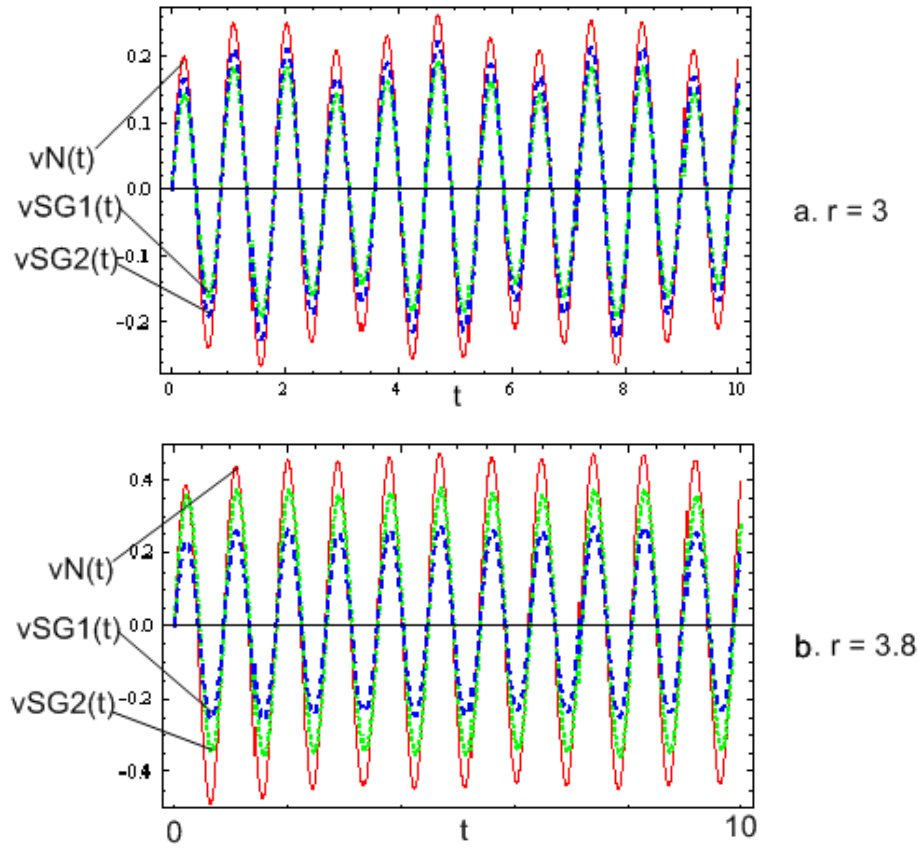 0.2
0.1
vN(t)
0.0
vSG1(t)
a. r = 3
vSG2(t)
-0.1
-0.2
0 2 4 6 8 10
t
0.4
0.2
vN(t)
0.0
vSG1(t)
b. r = 3.8
-0.2
vSG2(t)
-0.4
0 t 10